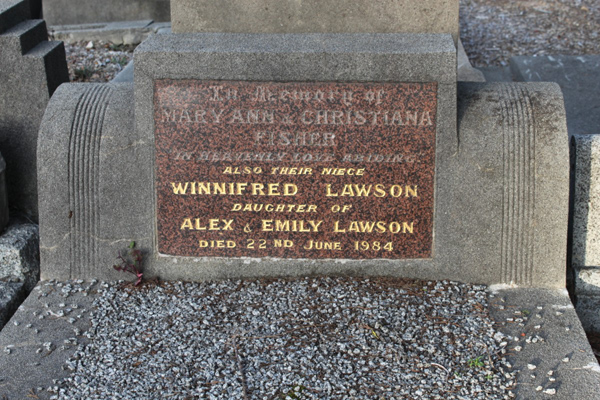 In Memory of
MARY ANN & CHRISTIANA
FISHER
IN HEAVENLY LOVE ABIDING
ALSO THEIR NIECE
WINNIFRED LAWSON
DAUGHTER OF
ALEX & EMILY LAWSON
DIED 22ND JUNE 1984